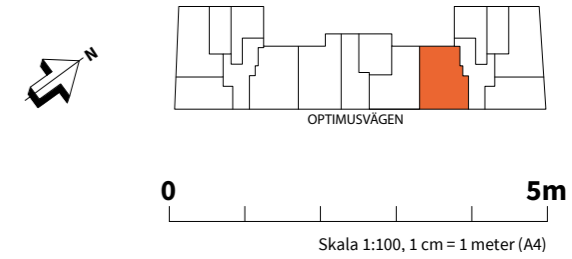 N
OPTIMUSVÄGEN
0 5m
Skala 1:100, 1 cm = 1 meter (A4)